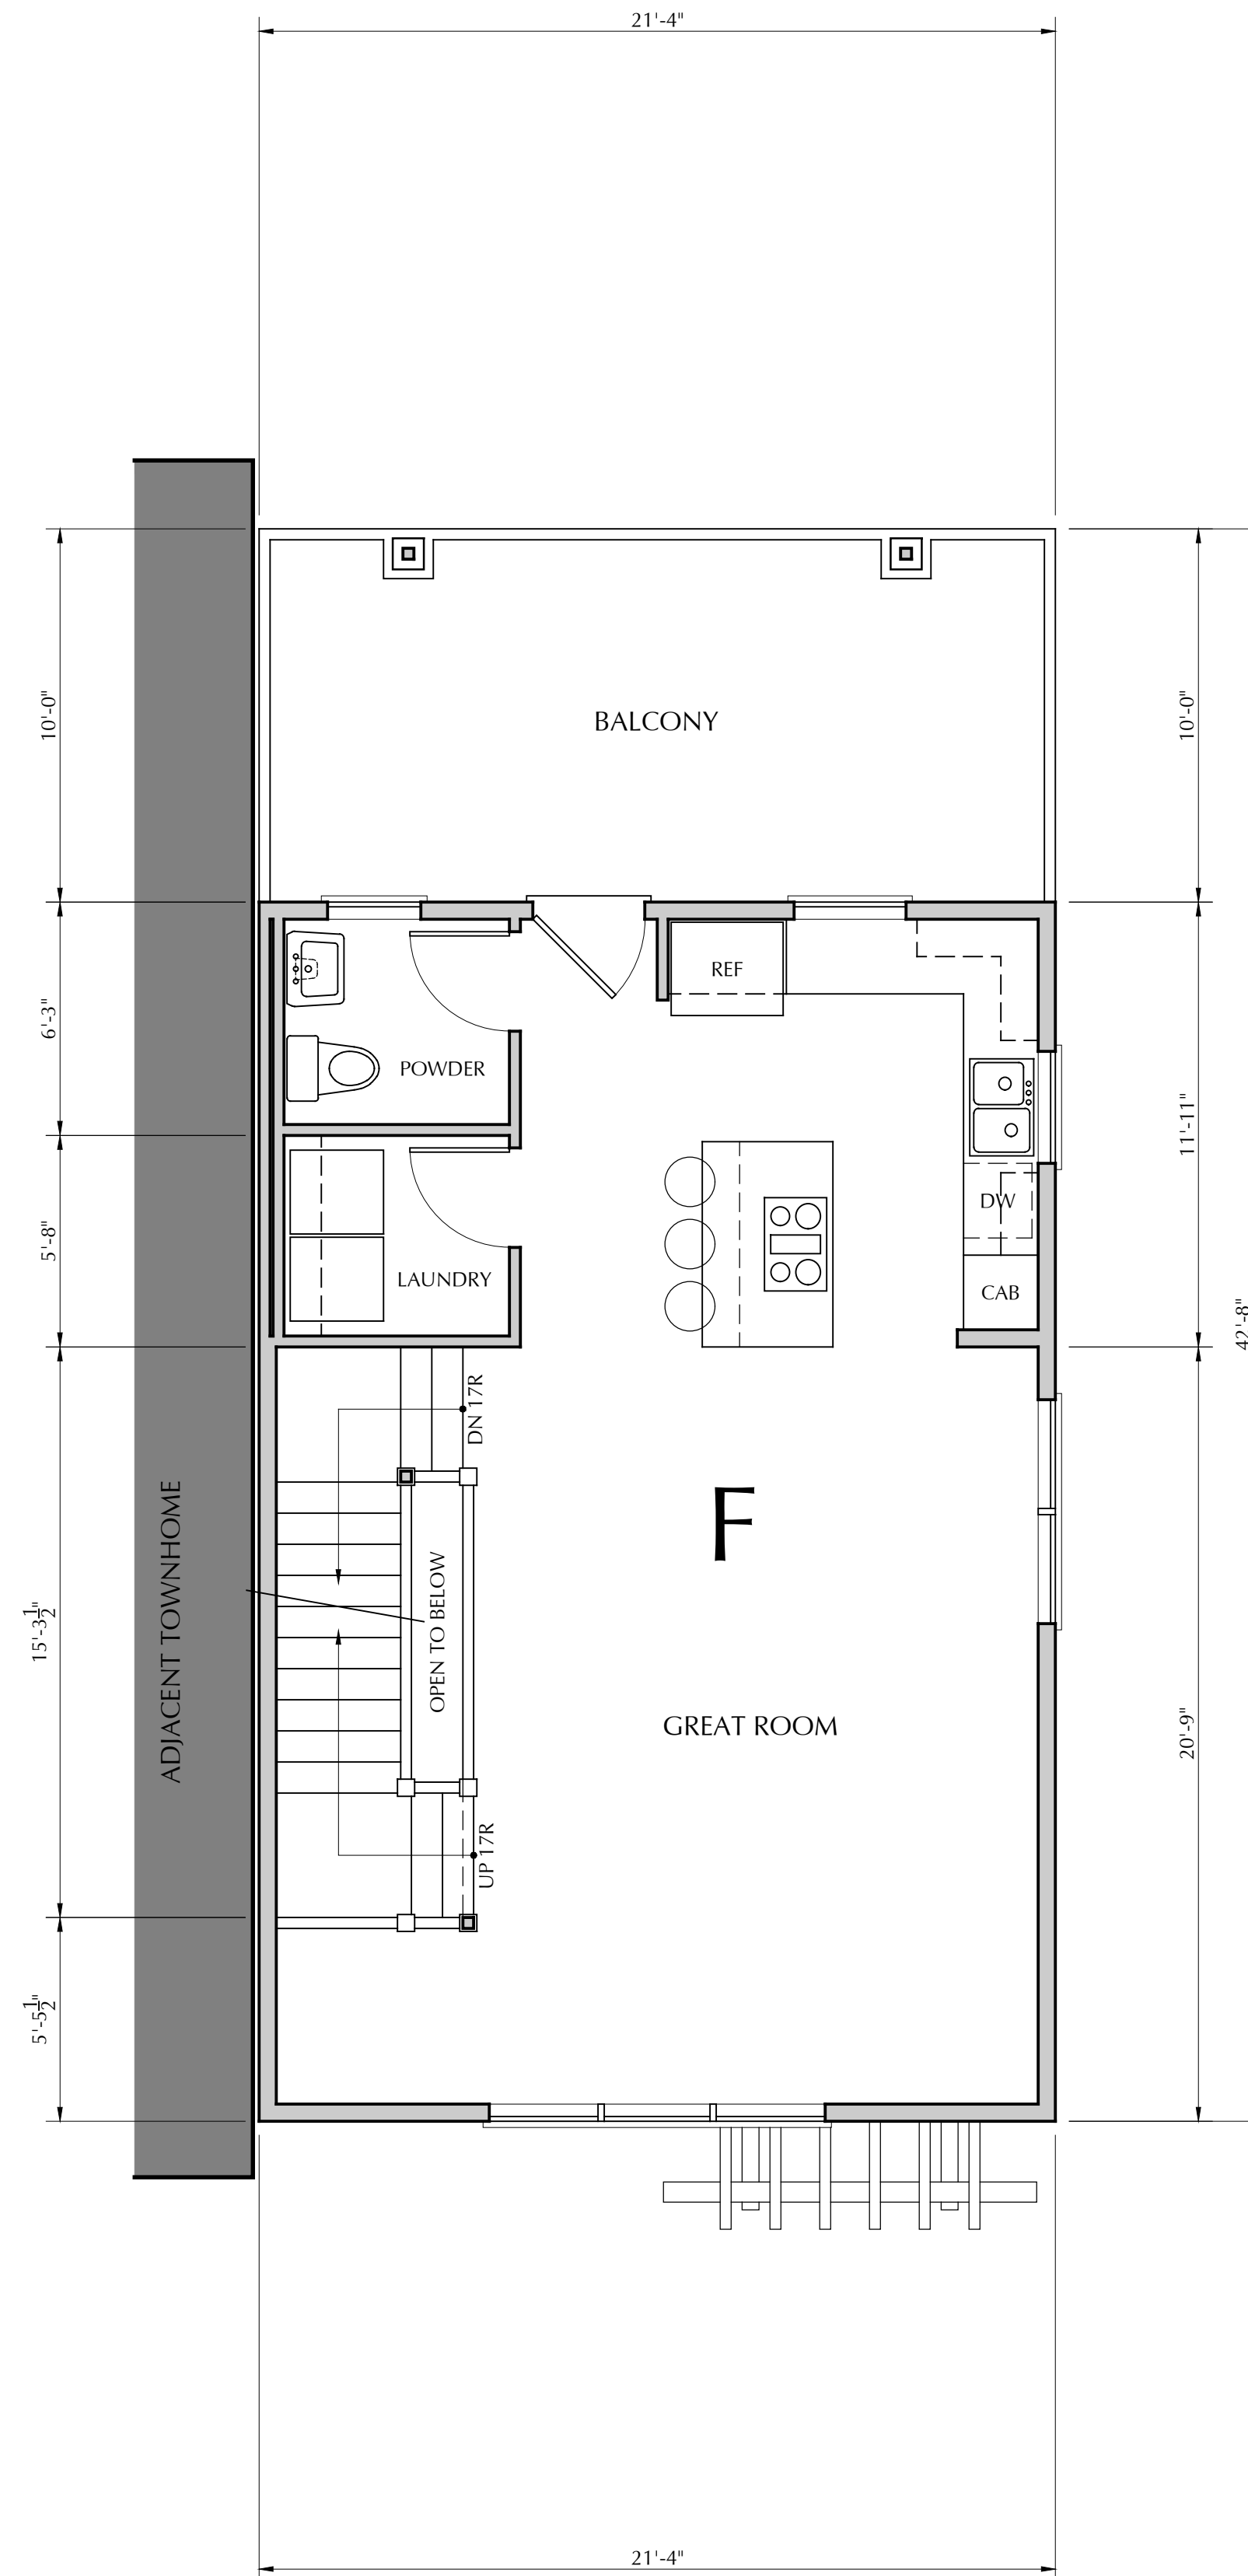 21'-4"
10'-0"
10'-0"
BALCONY
REF
6'-3"
POWDER
11'-11"
DW
5'-8"
LAUNDRY
CAB
42'-8"
DN 17R
F
ADJACENT TOWNHOME
OPEN TO BELOW
15'-3 1/2"
GREAT ROOM
20'-9"
UP 17R
5'-5 1/2"
21'-4"